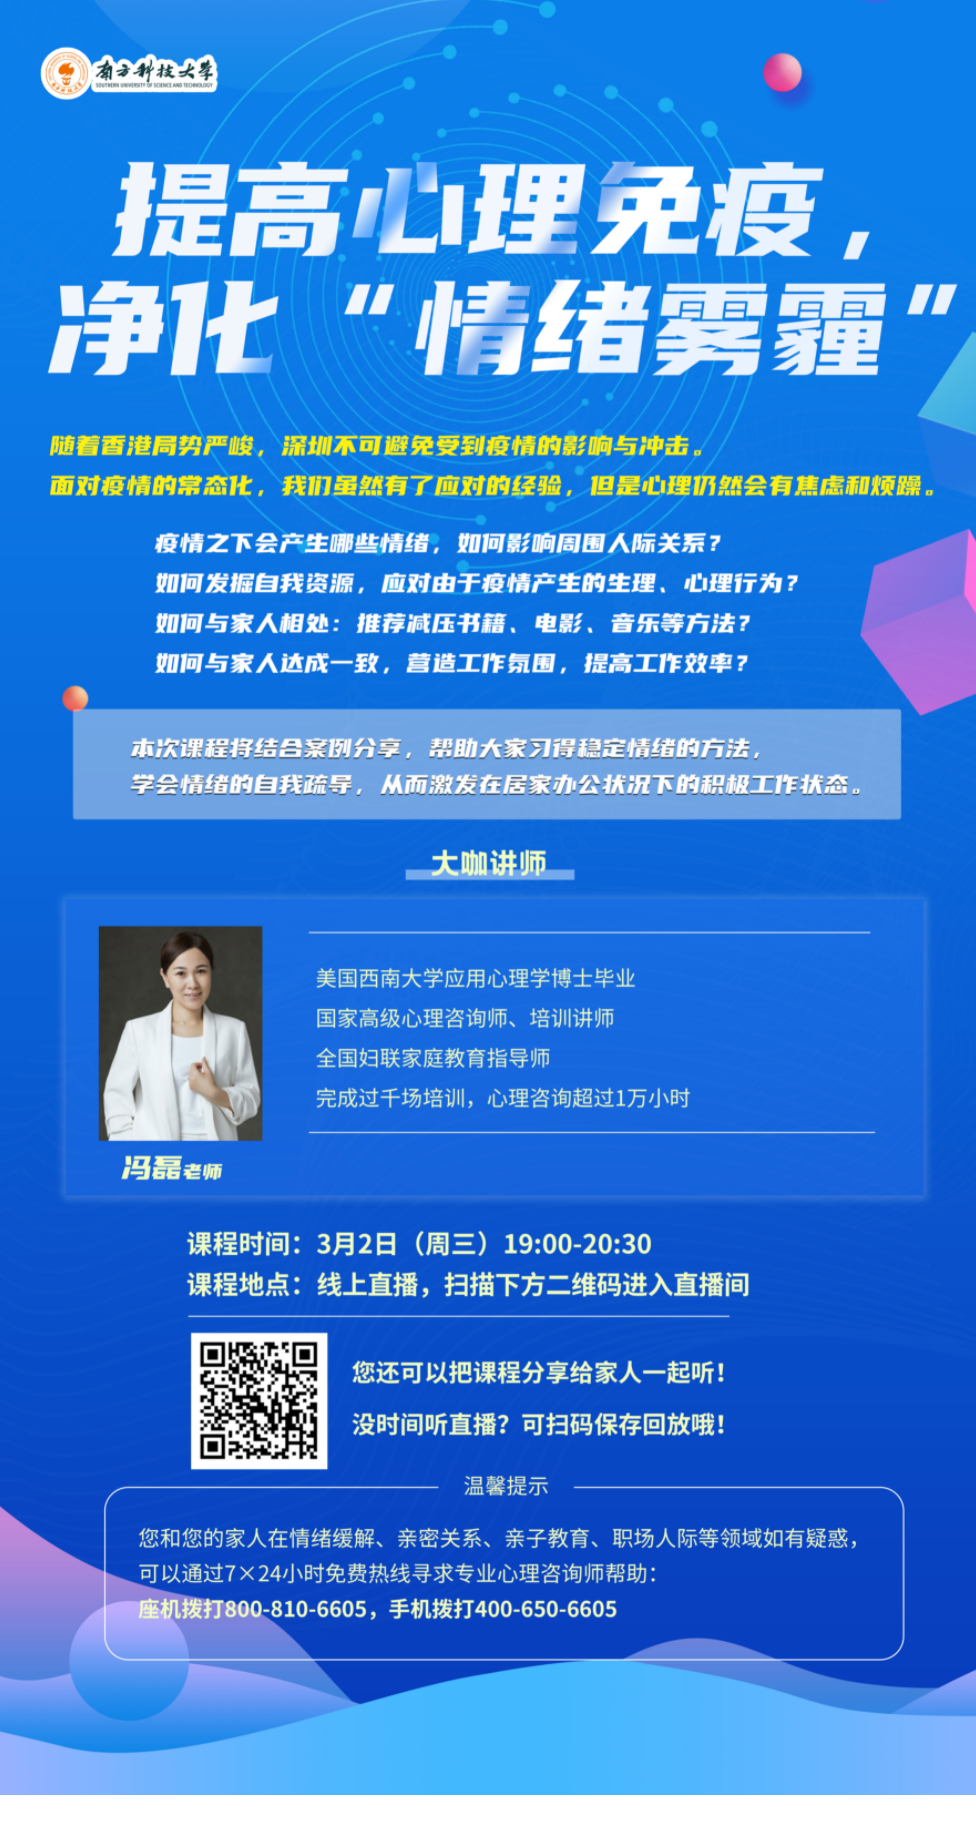 南方科技大学
SOUTHERN UNIVERSITY OF SCIENCE AND TECHNOLOGY
提高心理免疫，
净化“情绪雾霾”
随着香港局势严峻，深圳不可避免受到疫情的影响与冲击。
面对疫情的常态化，我们虽然有了应对的经验，但是心理仍然会有焦虑和烦躁。
疫情之下会产生哪些情绪，如何影响周围人际关系？
如何发掘自我资源，应对由于疫情产生的生理、心理行为？
如何与家人相处：推荐减压书籍、电影、音乐等方法？
如何与家人达成一致，营造工作氛围，提高工作效率？
本次课程将结合案例分享，帮助大家习得稳定情绪的方法，
学会情绪的自我疏导，从而激发在居家办公状况下的积极工作状态。
大咖讲师
美国西南大学应用心理学博士毕业
国家高级心理咨询师、培训讲师
全国妇联家庭教育指导师
完成过千场培训，心理咨询超过1万小时
冯磊老师
课程时间：3月2日（周三）19:00-20:30
课程地点：线上直播，扫描下方二维码进入直播间
您还可以把课程分享给家人一起听！
没时间听直播？可扫码保存回放哦！
温馨提示
您和您的家人在情绪缓解、亲密关系、亲子教育、职场人际等领域如有疑惑，
可以通过7×24小时免费热线寻求专业心理咨询师帮助：
座机拨打800-810-6605，手机拨打400-650-6605